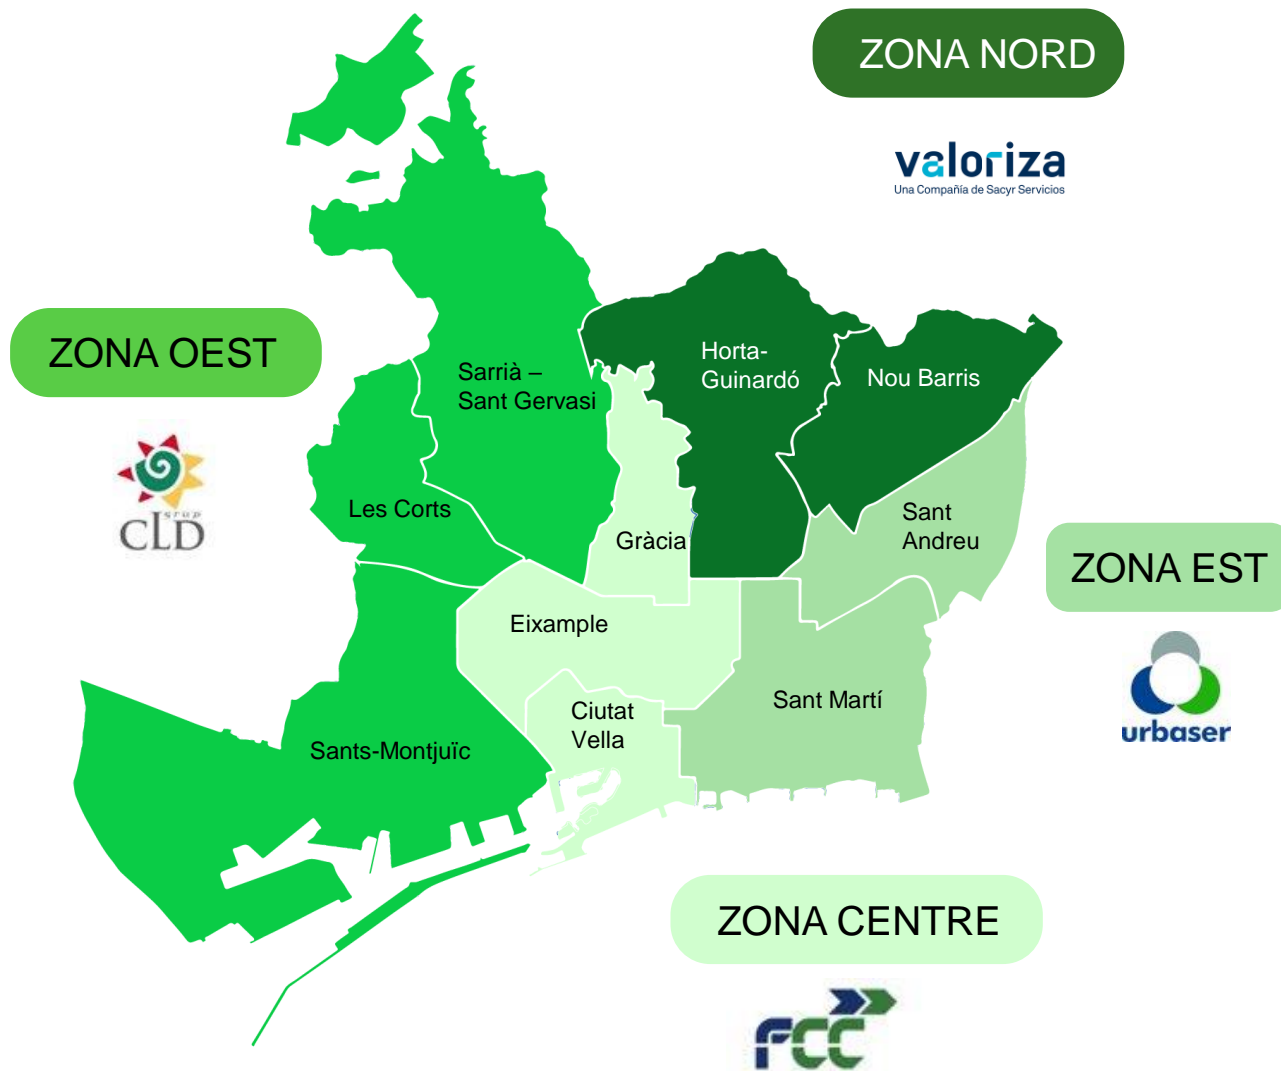 ZONA NORD
valoriza
Una Compañía de Sacyr Servicios
ZONA OEST
grup
CLD
Sarrià –
Sant Gervasi
Horta-
Guinardó
Nou Barris
Les Corts
Gràcia
Sant
Andreu
ZONA EST
urbaser
Eixample
Ciutat
Vella
Sant Martí
Sants-Montjuïc
ZONA CENTRE
FCC